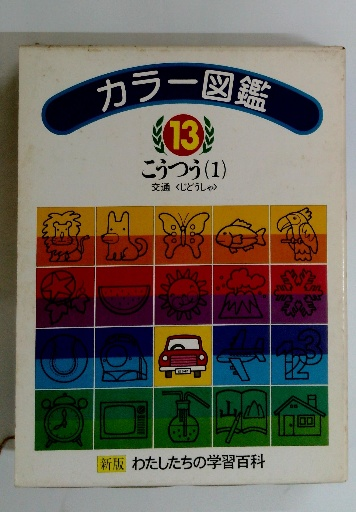 カラー図鑑
13
こうつう(1)
交通〈じどうしゃ〉
123
新版 わたしたちの学習百科